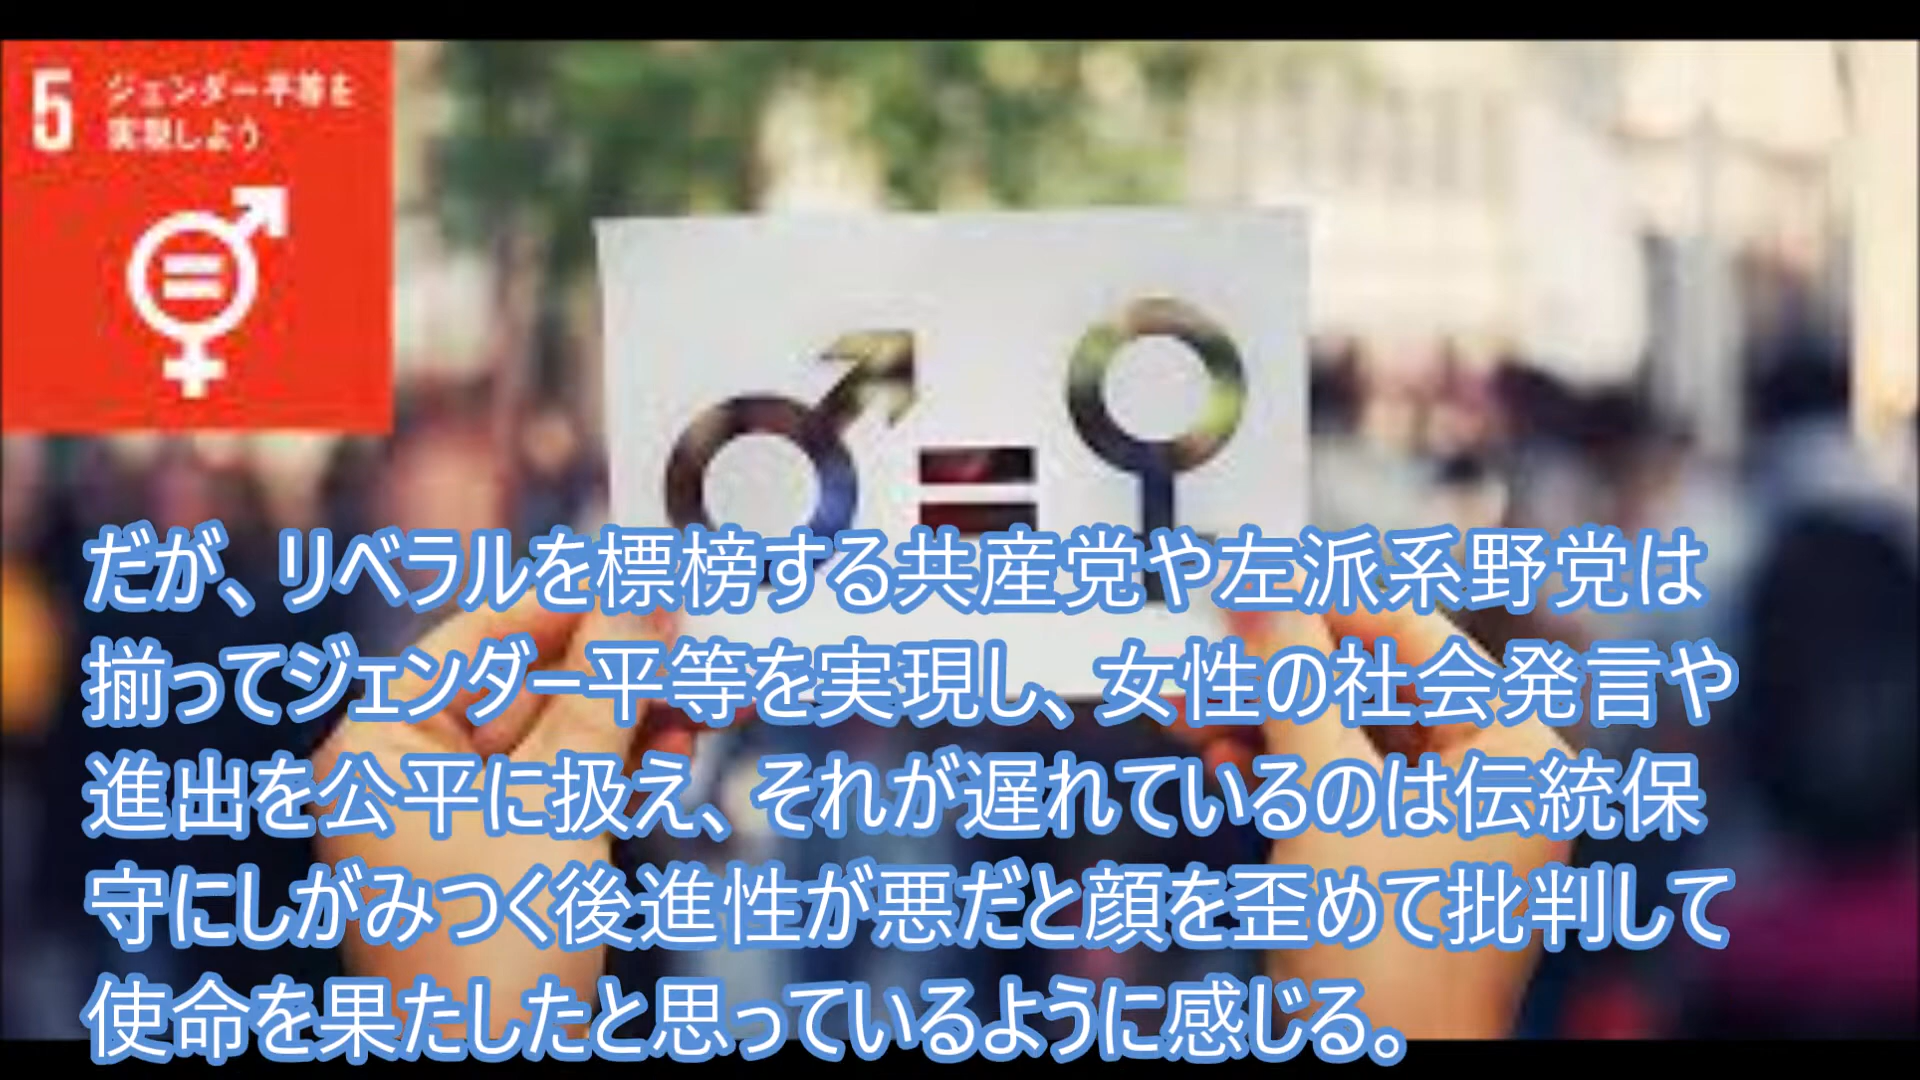 5
ジェンダー平等を
実現しよう
だが、リベラルを標榜する共産党や左派系野党は
揃ってジェンダー平等を実現し、女性の社会発言や
進出を公平に扱え、それが遅れているのは伝統保
守にしがみつく後進性が悪だと顔を歪めて批判して
使命を果たしたと思っているように感じる。